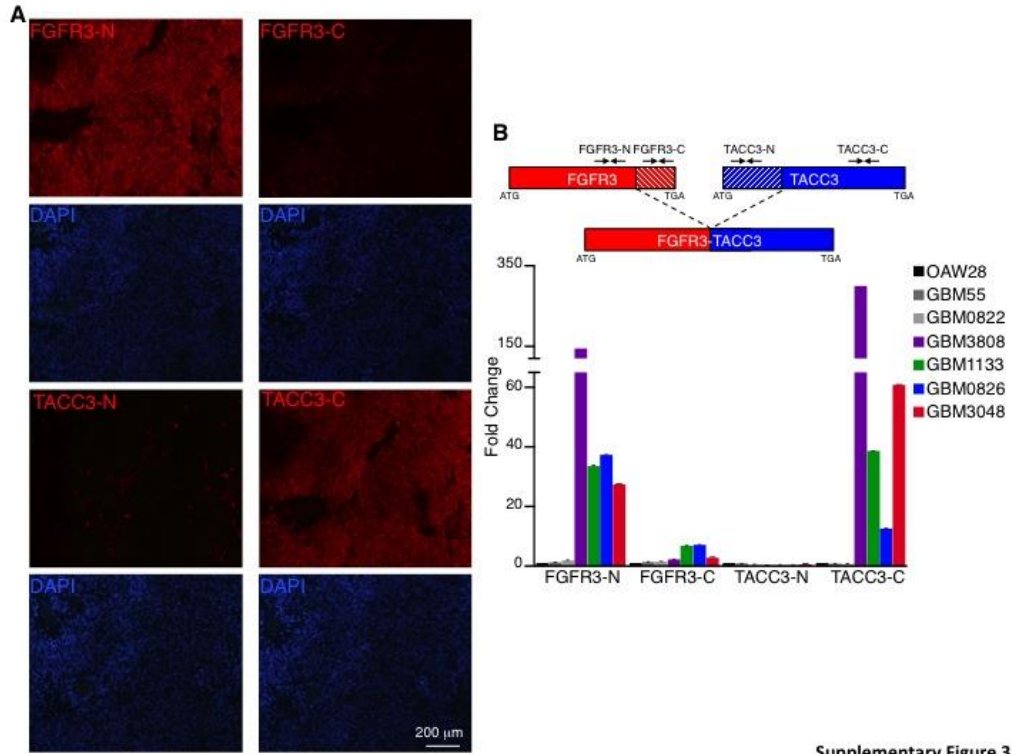 A
FGFR3-N FGFR3-C
DAPI DAPI
TACC3-N TACC3-C
DAPI DAPI
200 µm
B
FGFR3-N FGFR3-C TACC3-N TACC3-C
FGFR3 TACC3
ATG TGA ATG TGA
FGFR3-TACC3
ATG TGA
Fold Change
350
150
60
40
20
0
FGFR3-N FGFR3-C TACC3-N TACC3-C
OAW28
GBM55
GBM0822
GBM3808
GBM1133
GBM0826
GBM3048
Supplementary Figure 3